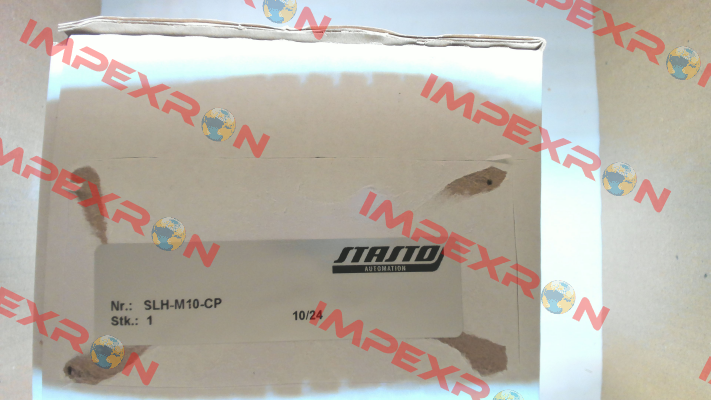 STASTO
AUTOMATION
Nr.: SLH-M10-CP
Stk.: 1
10/24
IMPEXRON
IMPEXRON
IMPEXRON
IMPEXRON
IMPEXRON
IMPEXRON
IMPEXRON